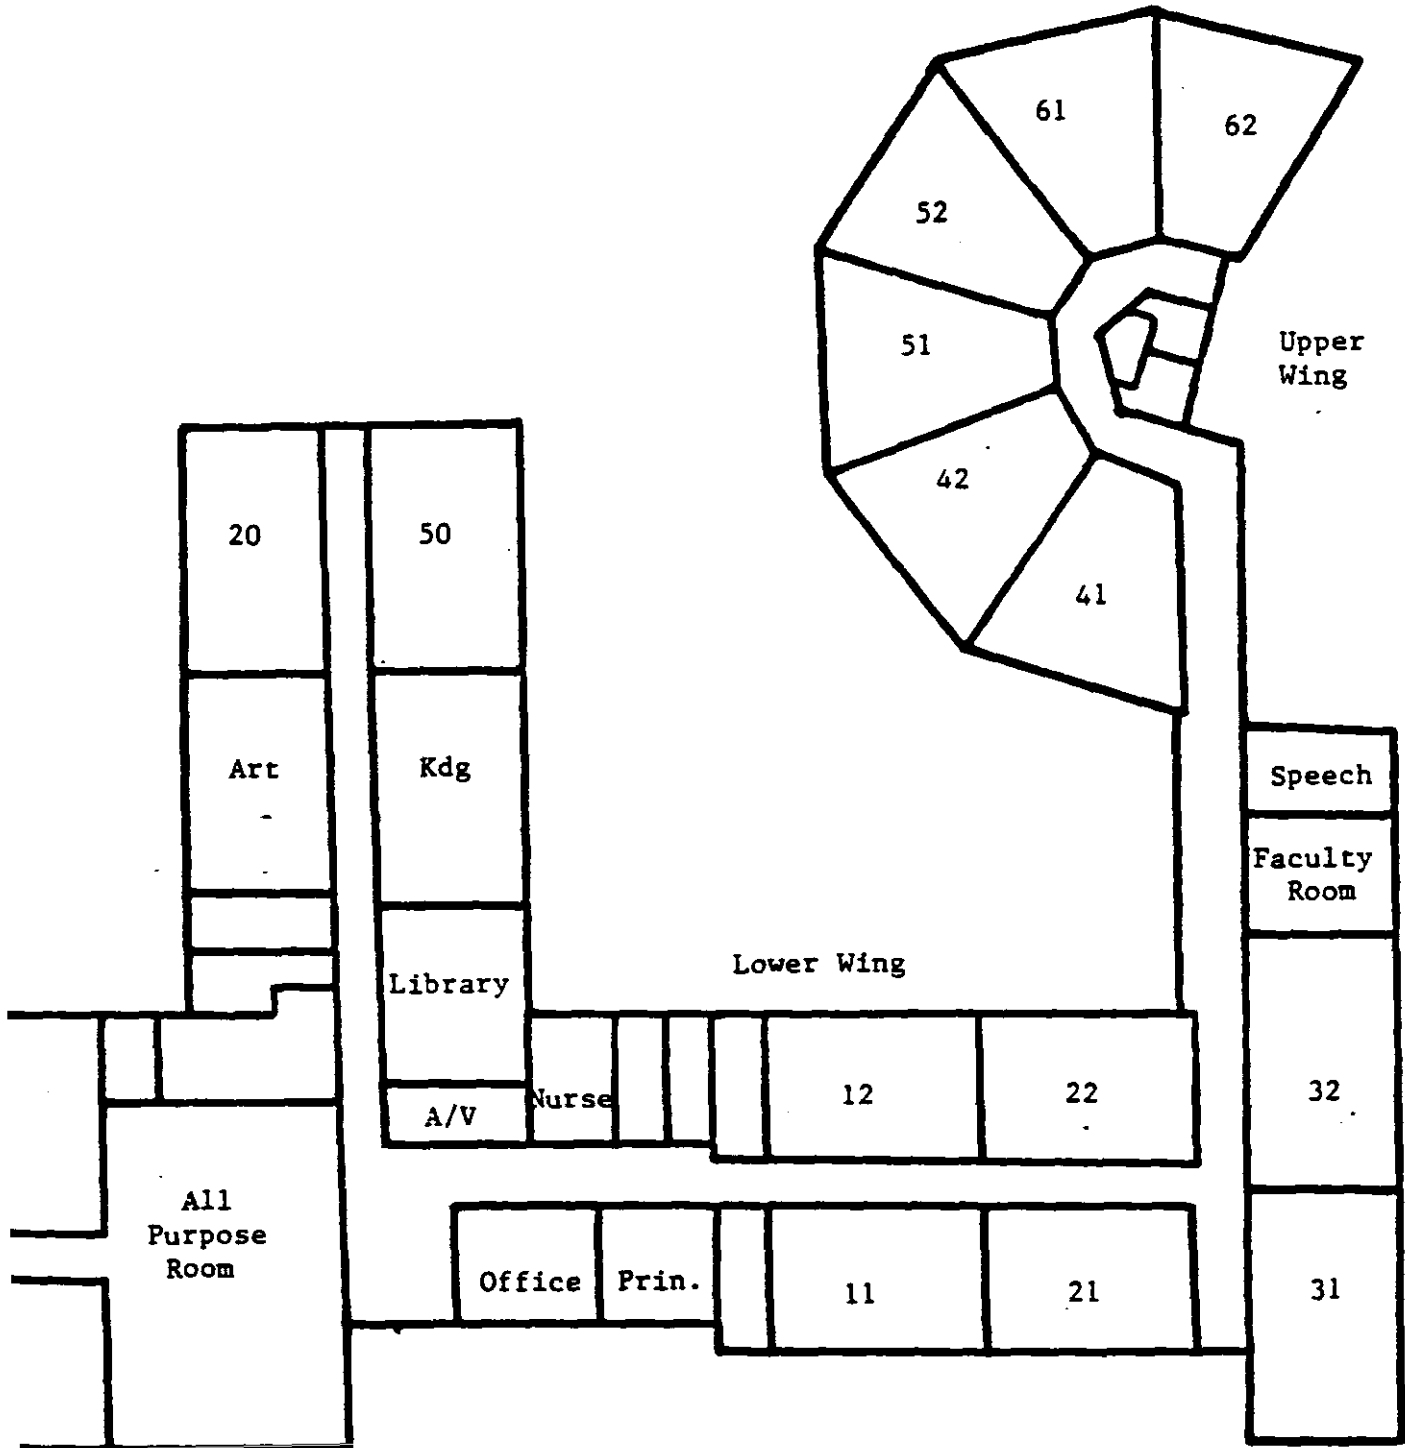 61
62
52
51
Upper
Wing
42
41
20
50
Art
Kdg
Speech
Faculty
Room
Lower Wing
Library
Nurse
A/V
12
22
32
All
Purpose
Room
Office
Prin.
11
21
31